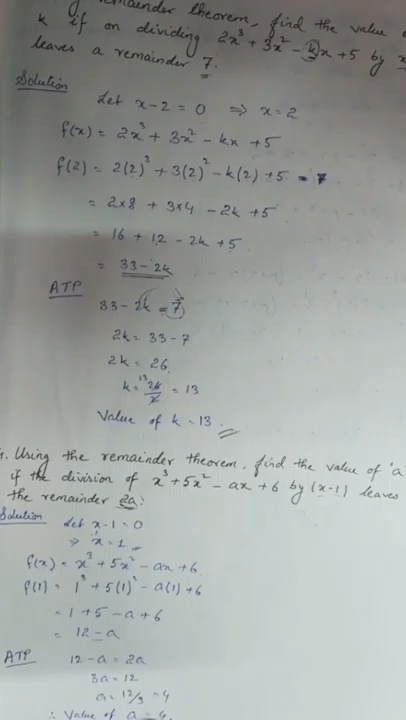 remainder theorem, find the value
k if on dividing 2x³ + 3x² - kx + 5 by
leaves a remainder 7.
Solution
Let x-2 = 0 ⇒ x = 2
f(x) = 2x³ + 3x² - kx + 5
f(2) = 2(2)³ + 3(2)² - k(2) + 5
= 2×8 + 3×4 - 2k + 5
= 16 + 12 - 2k + 5
= 33 - 2k
ATP
33 - 2k = 7
2k = 33 - 7
2k = 26
k = 26/2 = 13
Value of k = 13
Using the remainder theorem, find the value of 'a
if the division of x³ + 5x² - ax + 6 by (x-1) leaves
the remainder 2a.
Solution Let x-1 = 0
⇒ x = 1
f(x) = x³ + 5x² - ax + 6
f(1) = 1³ + 5(1)² - a(1) + 6
= 1 + 5 - a + 6
= 12 - a
ATP 12 - a = 2a
3a = 12
a = 12/3 = 4
∴ Value of a = 4.